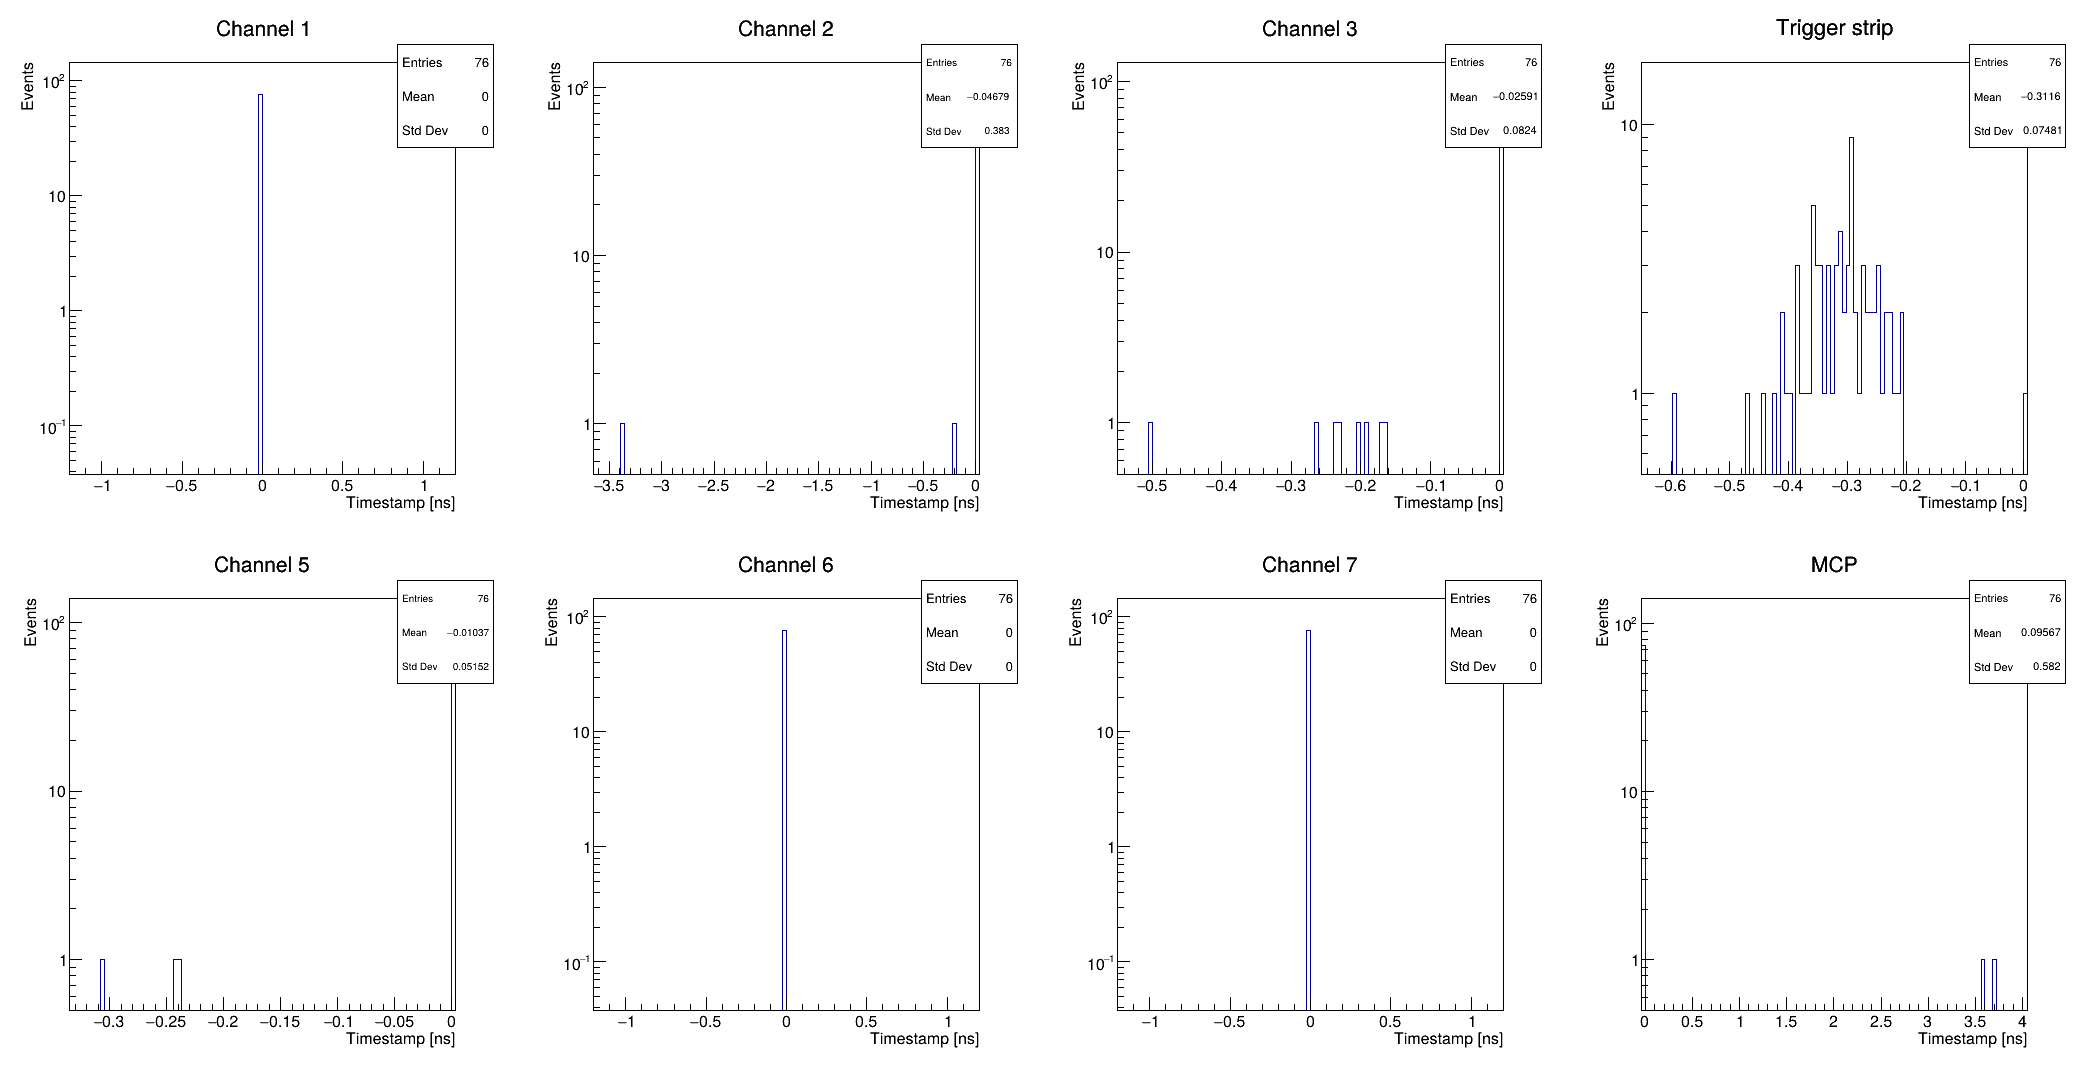 Channel 1
Events
Entries 76
Mean 0
Std Dev 0
10²
10
1
10⁻¹
−1 −0.5 0 0.5 1
Timestamp [ns]
Channel 2
Events
Entries 76
Mean −0.04679
Std Dev 0.383
10²
10
1
−3.5 −3 −2.5 −2 −1.5 −1 −0.5 0
Timestamp [ns]
Channel 3
Events
Entries 76
Mean −0.02591
Std Dev 0.0824
10²
10
1
−0.5 −0.4 −0.3 −0.2 −0.1 0
Timestamp [ns]
Trigger strip
Events
Entries 76
Mean −0.3116
Std Dev 0.07481
10
1
−0.6 −0.5 −0.4 −0.3 −0.2 −0.1 0
Timestamp [ns]
Channel 5
Events
Entries 76
Mean −0.01037
Std Dev 0.05152
10²
10
1
−0.3 −0.25 −0.2 −0.15 −0.1 −0.05 0
Timestamp [ns]
Channel 6
Events
Entries 76
Mean 0
Std Dev 0
10²
10
1
10⁻¹
−1 −0.5 0 0.5 1
Timestamp [ns]
Channel 7
Events
Entries 76
Mean 0
Std Dev 0
10²
10
1
10⁻¹
−1 −0.5 0 0.5 1
Timestamp [ns]
MCP
Events
Entries 76
Mean 0.09567
Std Dev 0.582
10²
10
1
0 0.5 1 1.5 2 2.5 3 3.5 4
Timestamp [ns]